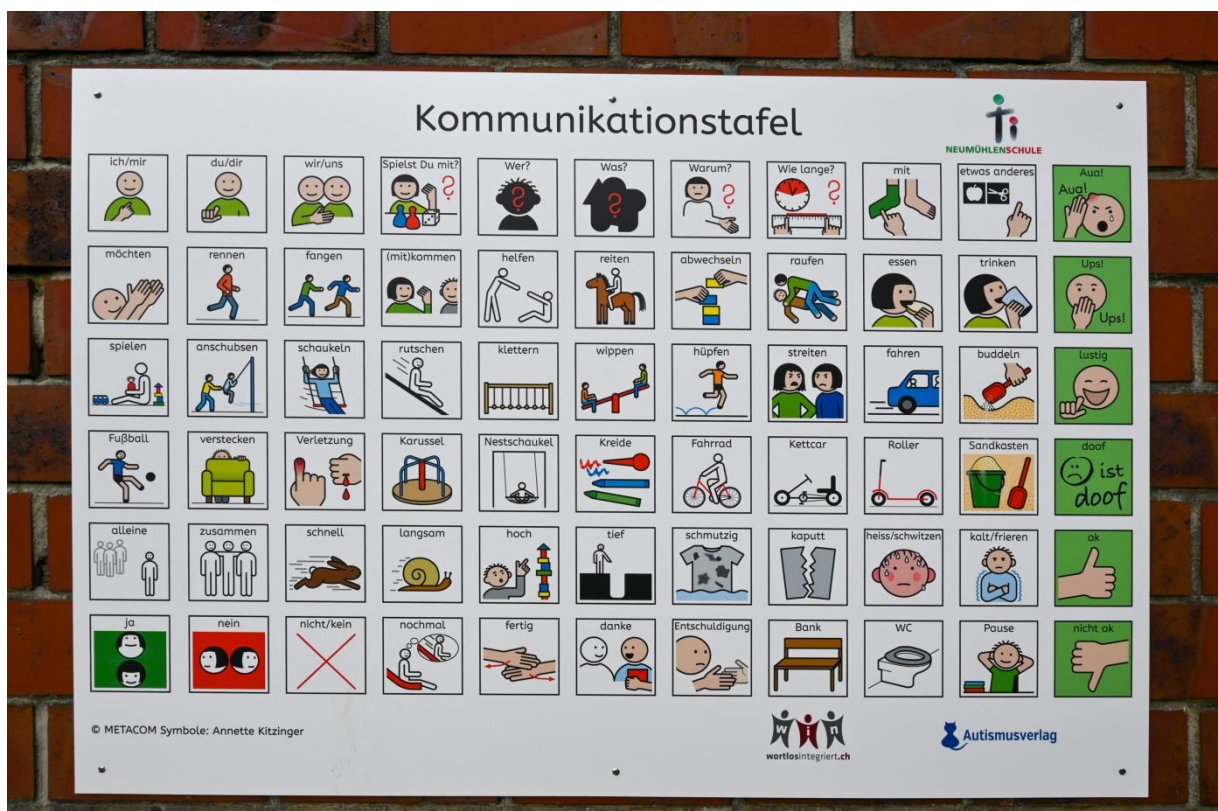 Kommunikationstafel
NEUMÜHLENSCHULE
ich/mir
du/dir
wir/uns
Spielst Du mit?
Wer?
Was?
Warum?
Wie lange?
mit
etwas anderes
Aua!
Aua!
möchten
rennen
fangen
(mit)kommen
helfen
reiten
abwechseln
raufen
essen
trinken
Ups!
Ups!
spielen
anschubsen
schaukeln
rutschen
klettern
wippen
hüpfen
streiten
fahren
buddeln
lustig
Fußball
verstecken
Verletzung
Karussel
Nestschaukel
Kreide
Fahrrad
Kettcar
Roller
Sandkasten
doof
ist
doof
alleine
zusammen
schnell
langsam
hoch
tief
schmutzig
kaputt
heiss/schwitzen
kalt/frieren
ok
ja
nein
nicht/kein
nochmal
fertig
danke
Entschuldigung
Bank
WC
Pause
nicht ok
© METACOM Symbole: Annette Kitzinger
win
wortlosintegriert.ch
Autismusverlag